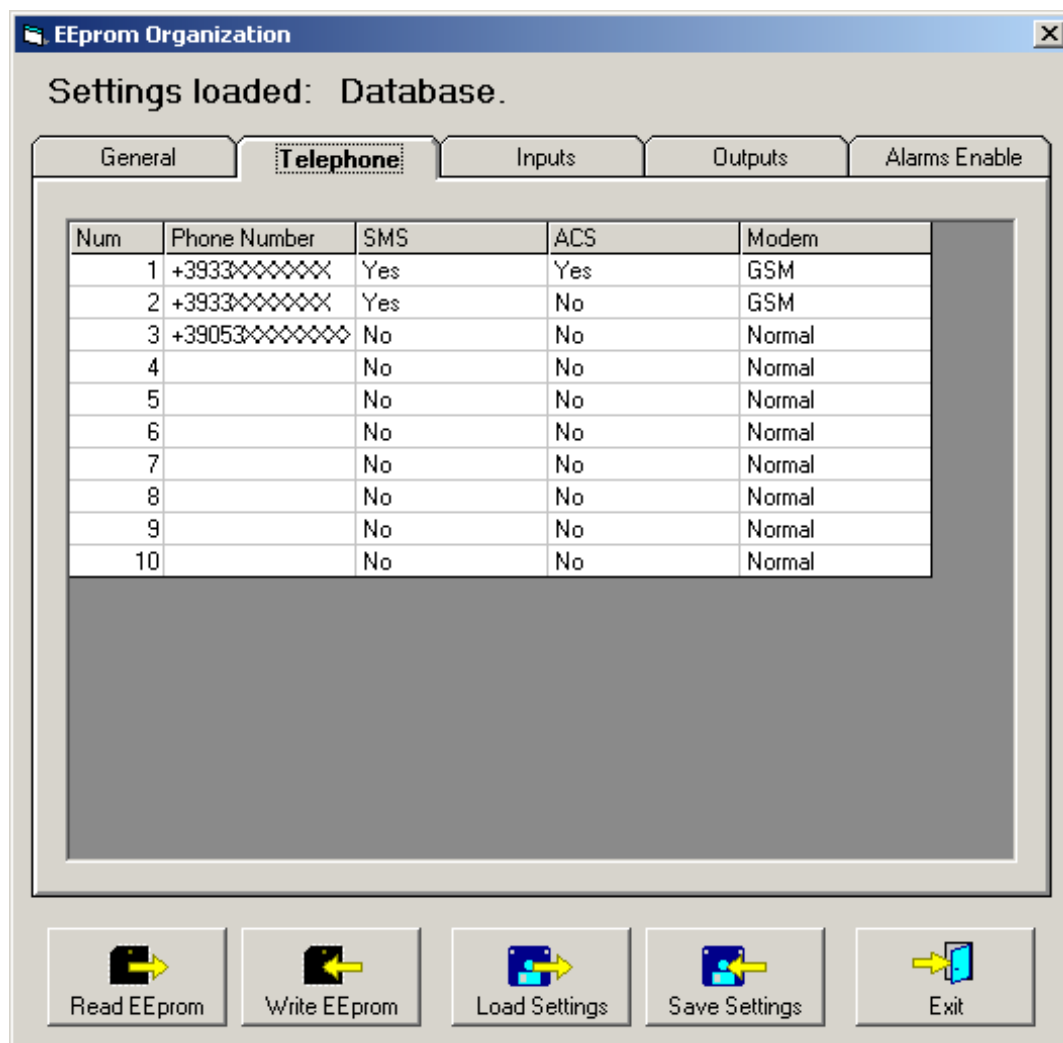 EEprom Organization
Settings loaded: Database.
General Telephone Inputs Outputs Alarms Enable
Num Phone Number SMS ACS Modem
1 +3933XXXXXXX Yes Yes GSM
2 +3933XXXXXXX Yes No GSM
3 +39053XXXXXXXX No No Normal
4 No No Normal
5 No No Normal
6 No No Normal
7 No No Normal
8 No No Normal
9 No No Normal
10 No No Normal
Read EEprom Write EEprom Load Settings Save Settings Exit